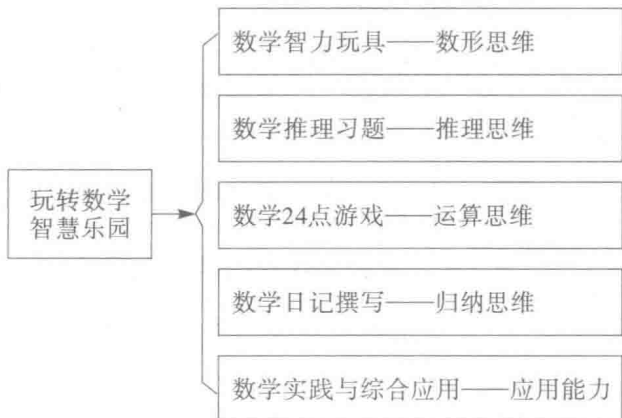 玩转数学
智慧乐园
数学智力玩具——数形思维
数学推理习题——推理思维
数学24点游戏——运算思维
数学日记撰写——归纳思维
数学实践与综合应用——应用能力